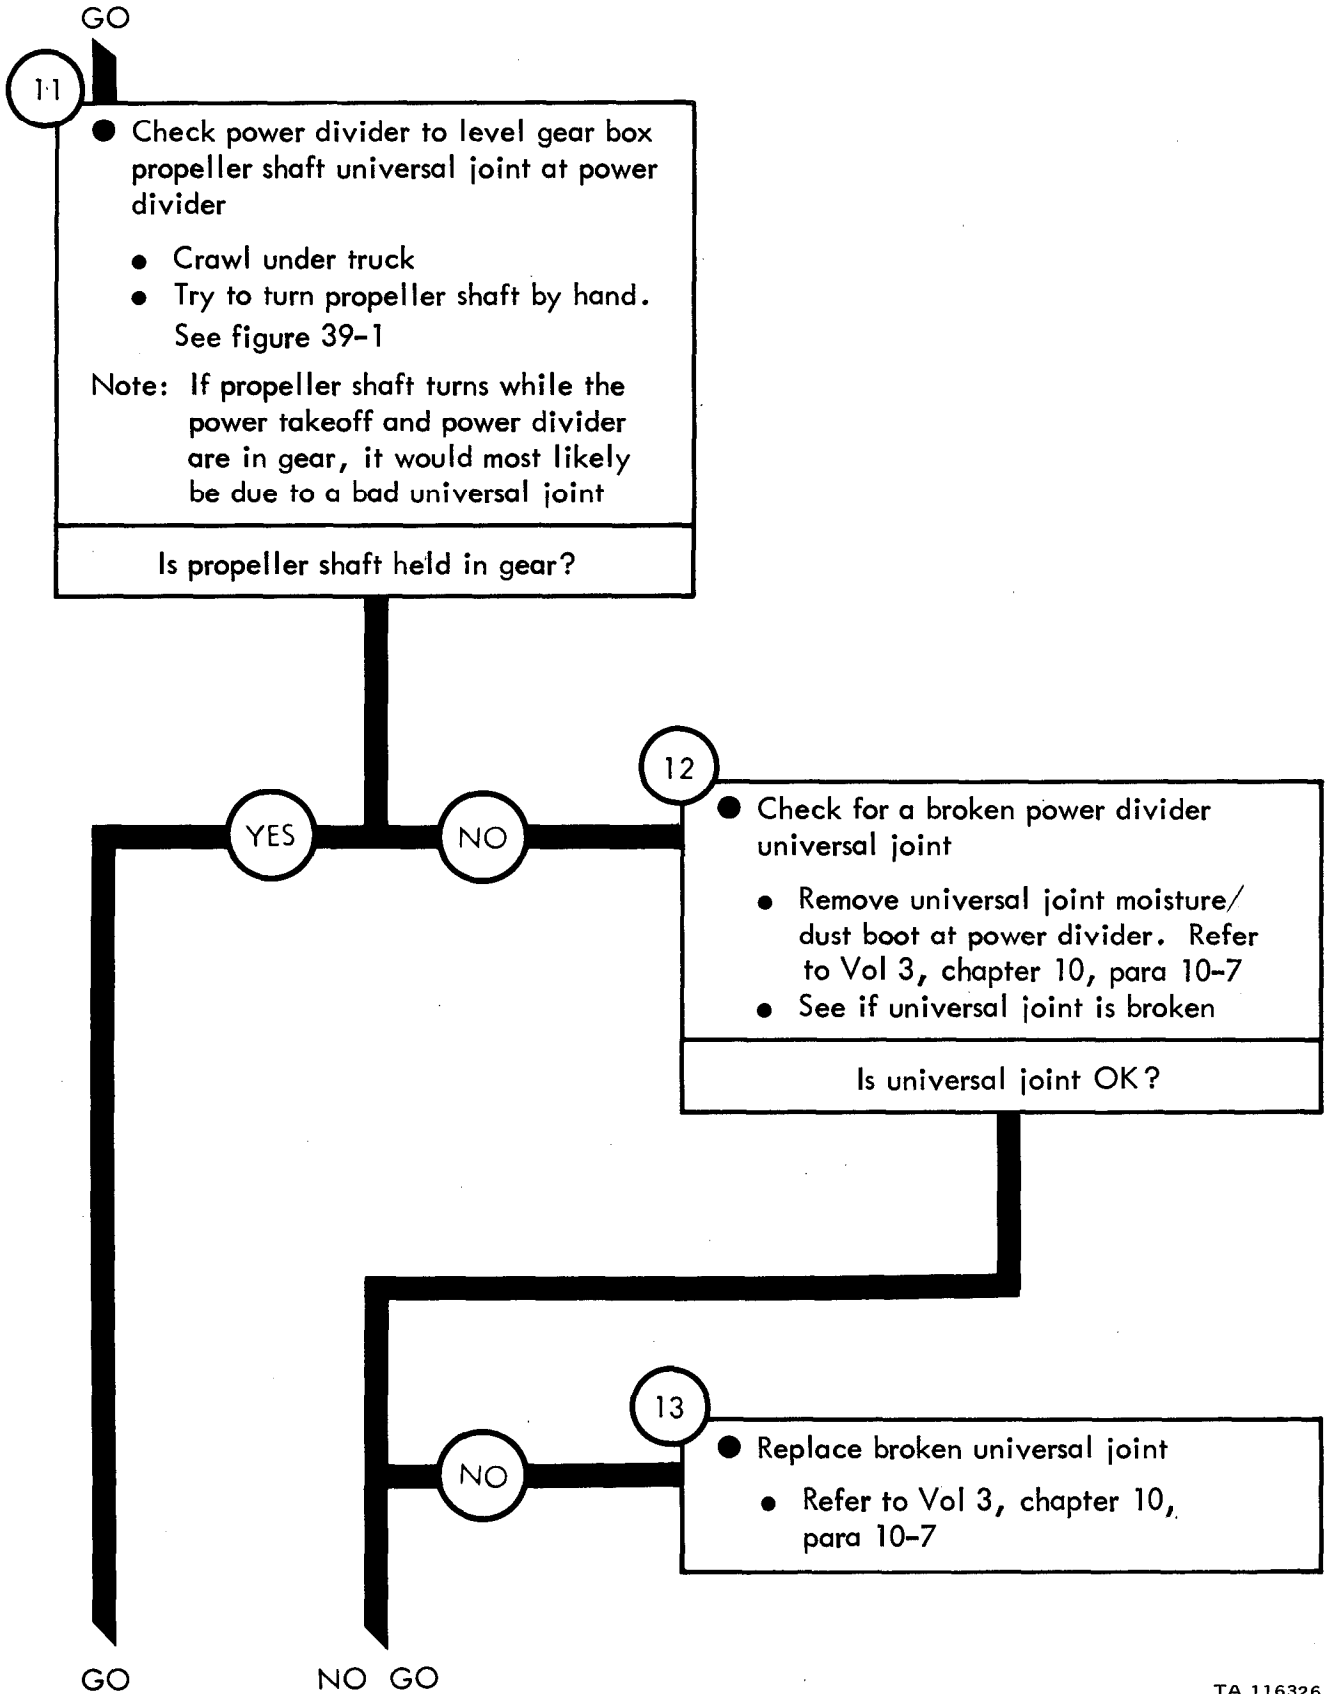 GO
11
● Check power divider to level gear box
propeller shaft universal joint at power
divider
● Crawl under truck
● Try to turn propeller shaft by hand.
See figure 39-1
Note: If propeller shaft turns while the
power takeoff and power divider
are in gear, it would most likely
be due to a bad universal joint
Is propeller shaft held in gear?
YES
NO
12
● Check for a broken power divider
universal joint
● Remove universal joint moisture/
dust boot at power divider. Refer
to Vol 3, chapter 10, para 10-7
● See if universal joint is broken
Is universal joint OK?
NO
13
● Replace broken universal joint
● Refer to Vol 3, chapter 10,
para 10-7
GO
NO GO
TA 116326